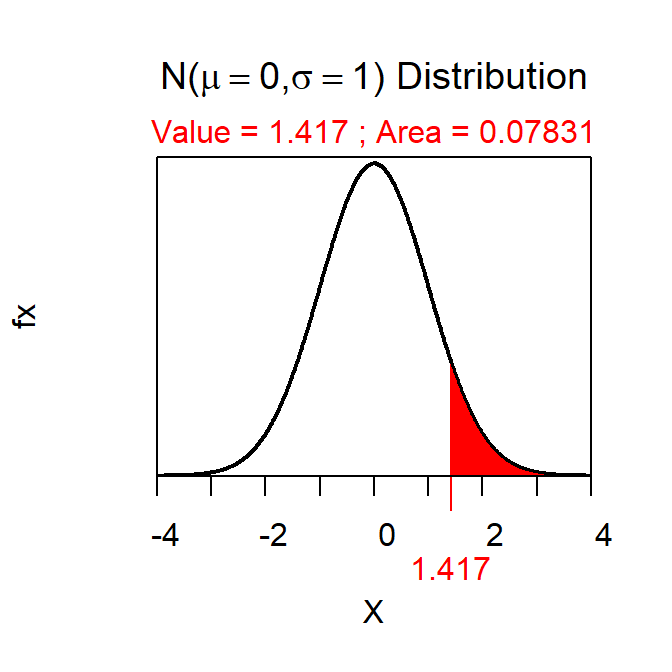 N(μ = 0,σ = 1) Distribution
Value = 1.417 ; Area = 0.07831
fx
-4 -2 0 2 4
1.417
X